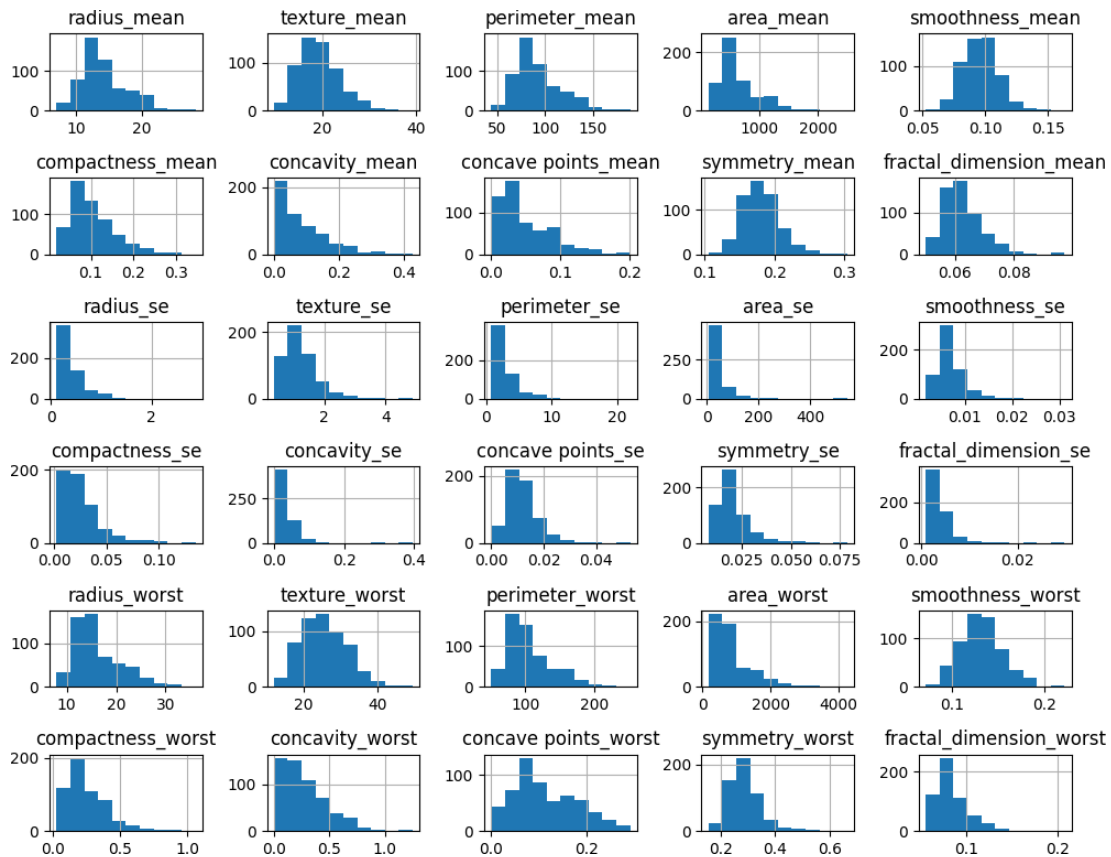 radius_mean texture_mean perimeter_mean area_mean smoothness_mean
100 0 10 20
100 0 20 40
100 0 50 100 150
200 0 1000 2000
100 0 0.05 0.10 0.15
compactness_mean concavity_mean concave points_mean symmetry_mean fractal_dimension_mean
100 0 0.1 0.2 0.3
200 100 0 0.0 0.2 0.4
100 0 0.0 0.1 0.2
100 0 0.1 0.2 0.3
100 0 0.06 0.08
radius_se texture_se perimeter_se area_se smoothness_se
200 0 0 2
200 100 0 2 4
200 0 0 10 20
250 0 0 200 400
200 0 0.01 0.02 0.03
compactness_se concavity_se concave points_se symmetry_se fractal_dimension_se
200 100 0 0.00 0.05 0.10
250 0 0.0 0.2 0.4
200 100 0 0.00 0.02 0.04
200 0 0.025 0.050 0.075
200 0 0.00 0.02
radius_worst texture_worst perimeter_worst area_worst smoothness_worst
100 0 10 20 30
100 0 20 40
100 0 100 200
200 100 0 0 2000 4000
100 0 0.1 0.2
compactness_worst concavity_worst concave points_worst symmetry_worst fractal_dimension_worst
200 100 0 0.0 0.5 1.0
100 0 0.0 0.5 1.0
100 0 0.0 0.2
200 0 0.2 0.4 0.6
200 0 0.1 0.2